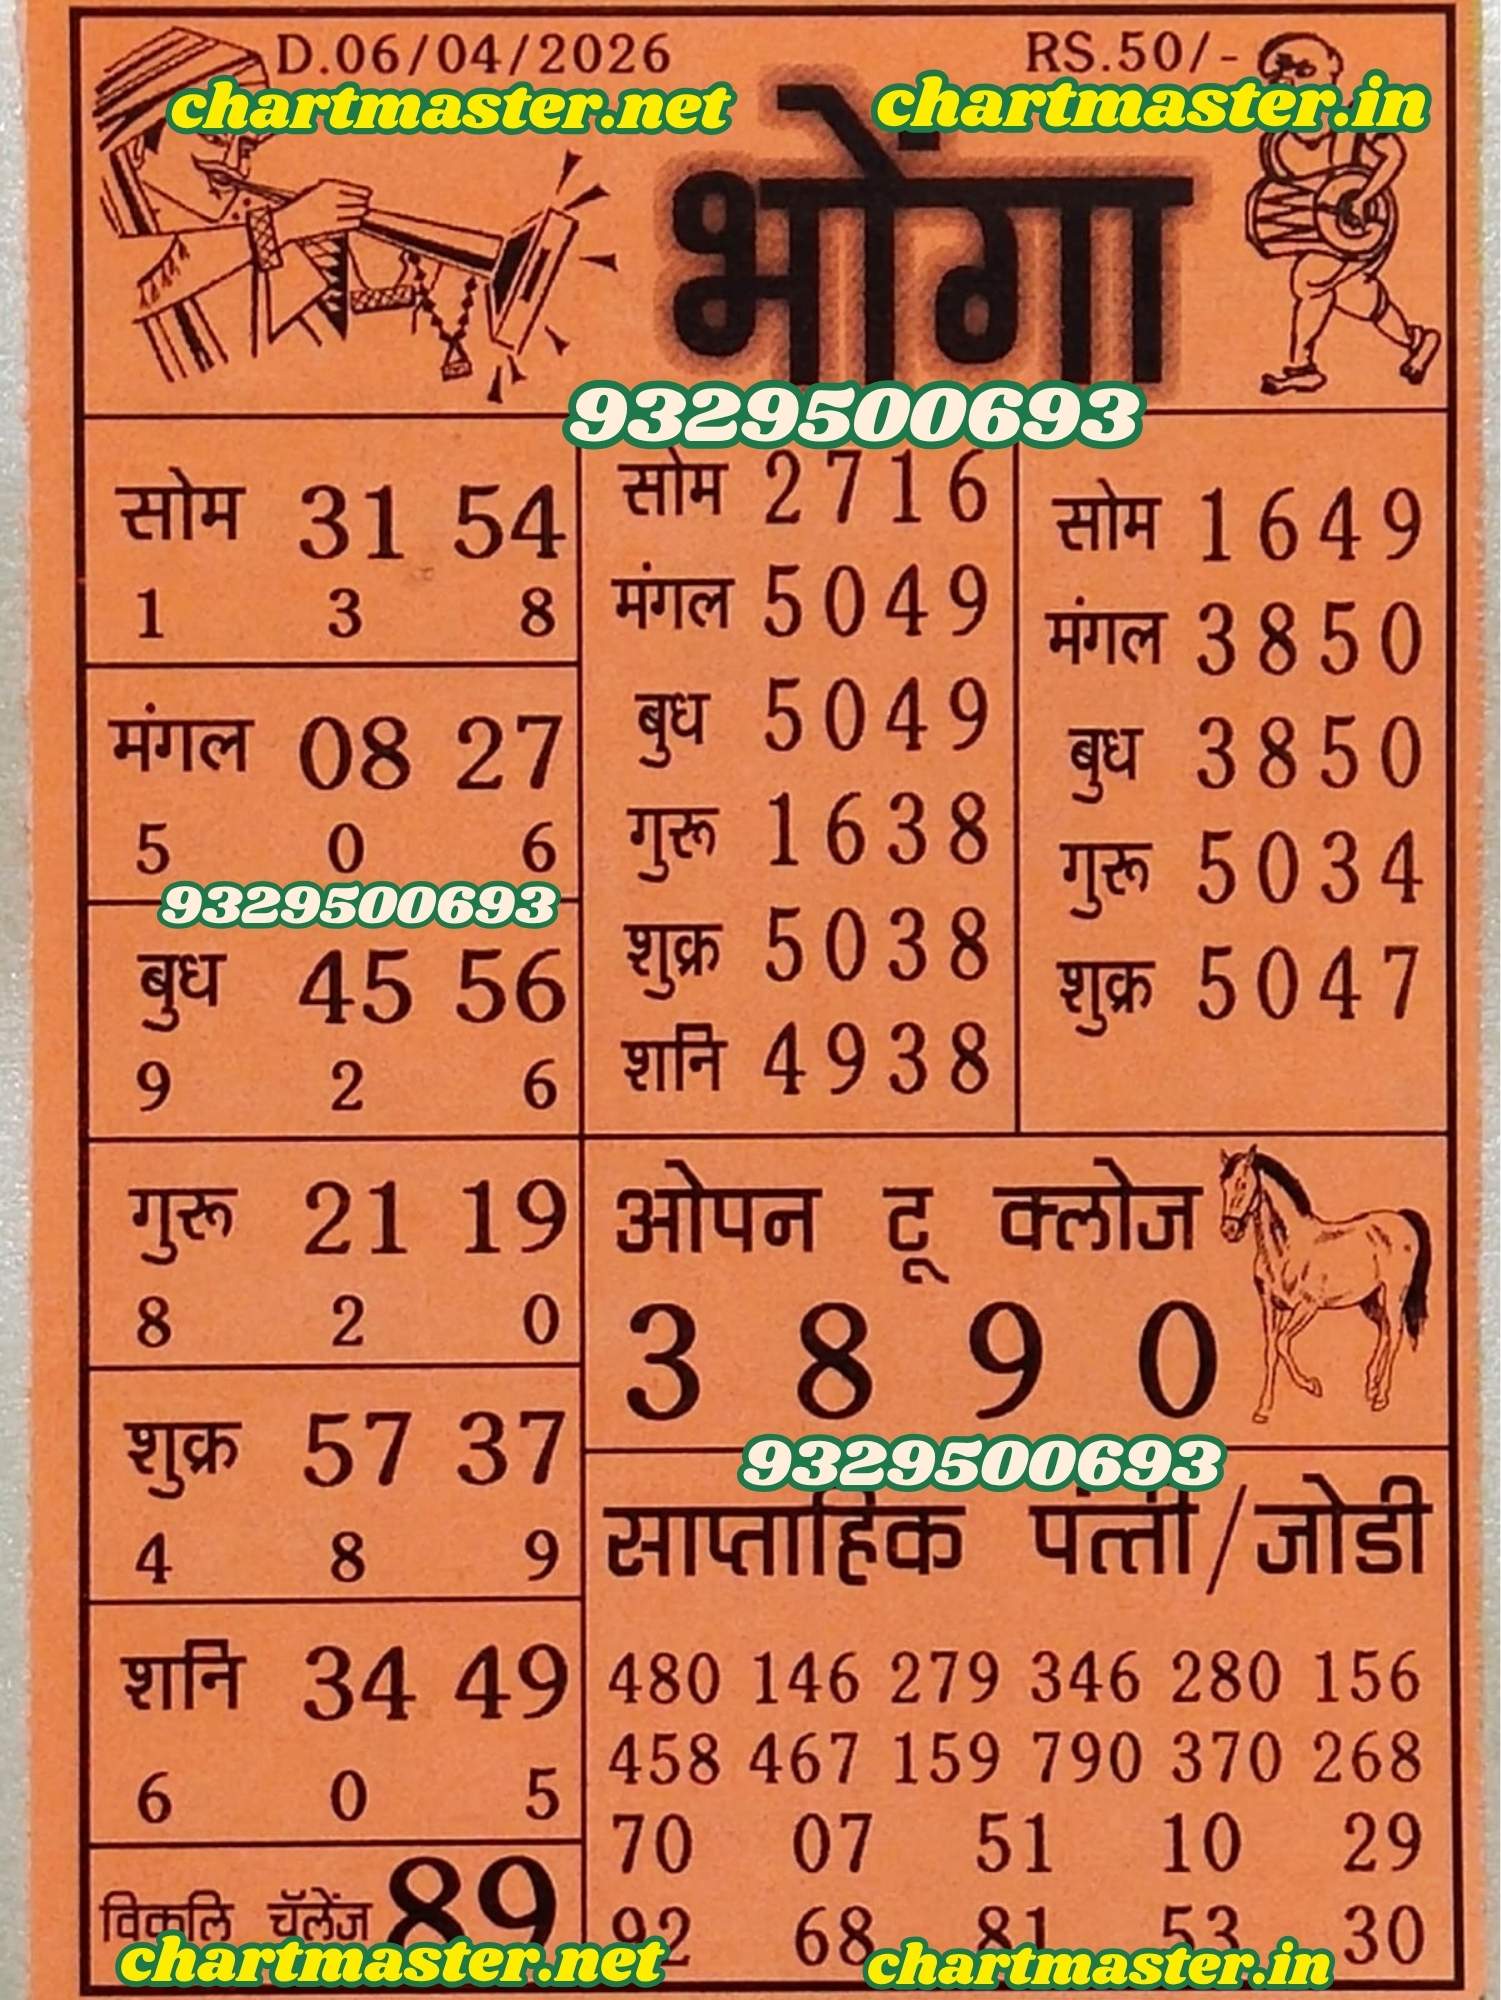 D.06/04/2026 RS.50/-
chartmaster.net chartmaster.in
भोंगा
9329500693
सोम 31 54
1 3 8
मंगल 08 27
5 0 6
9329500693
बुध 45 56
9 2 6
गुरू 21 19
8 2 0
शुक्र 57 37
4 8 9
शनि 34 49
6 0 5
विकलि चॅलेंज 89
सोम 2716
मंगल 5049
बुध 5049
गुरू 1638
शुक्र 5038
शनि 4938
सोम 1649
मंगल 3850
बुध 3850
गुरू 5034
शुक्र 5047
ओपन टू क्लोज
3 8 9 0
9329500693
साप्ताहिक पत्ती/जोडी
480 146 279 346 280 156
458 467 159 790 370 268
70 07 51 10 29
92 68 81 53 30
chartmaster.net chartmaster.in